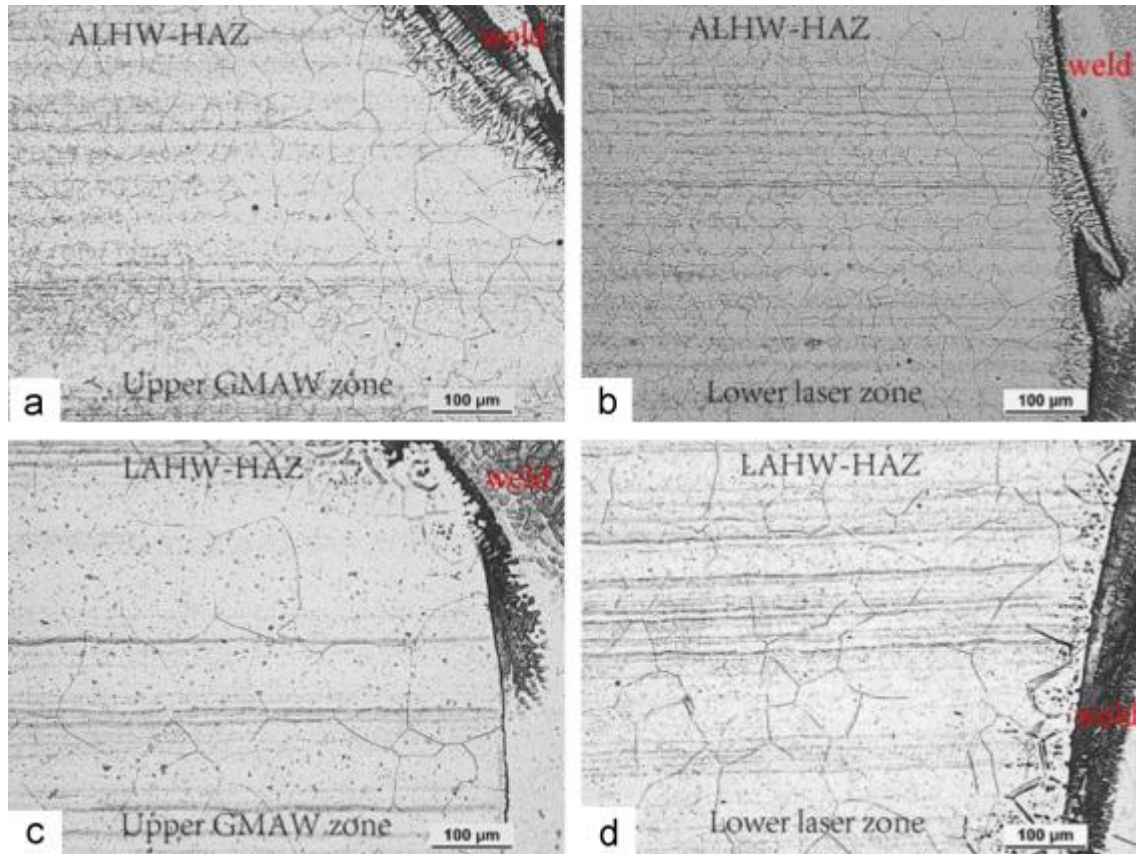 ALHW-HAZ
weld
Upper GMAW zone
100 µm
a
ALHW-HAZ
weld
Lower laser zone
100 µm
b
LAHW-HAZ
weld
Upper GMAW zone
100 µm
c
LAHW-HAZ
weld
Lower laser zone
100 µm
d